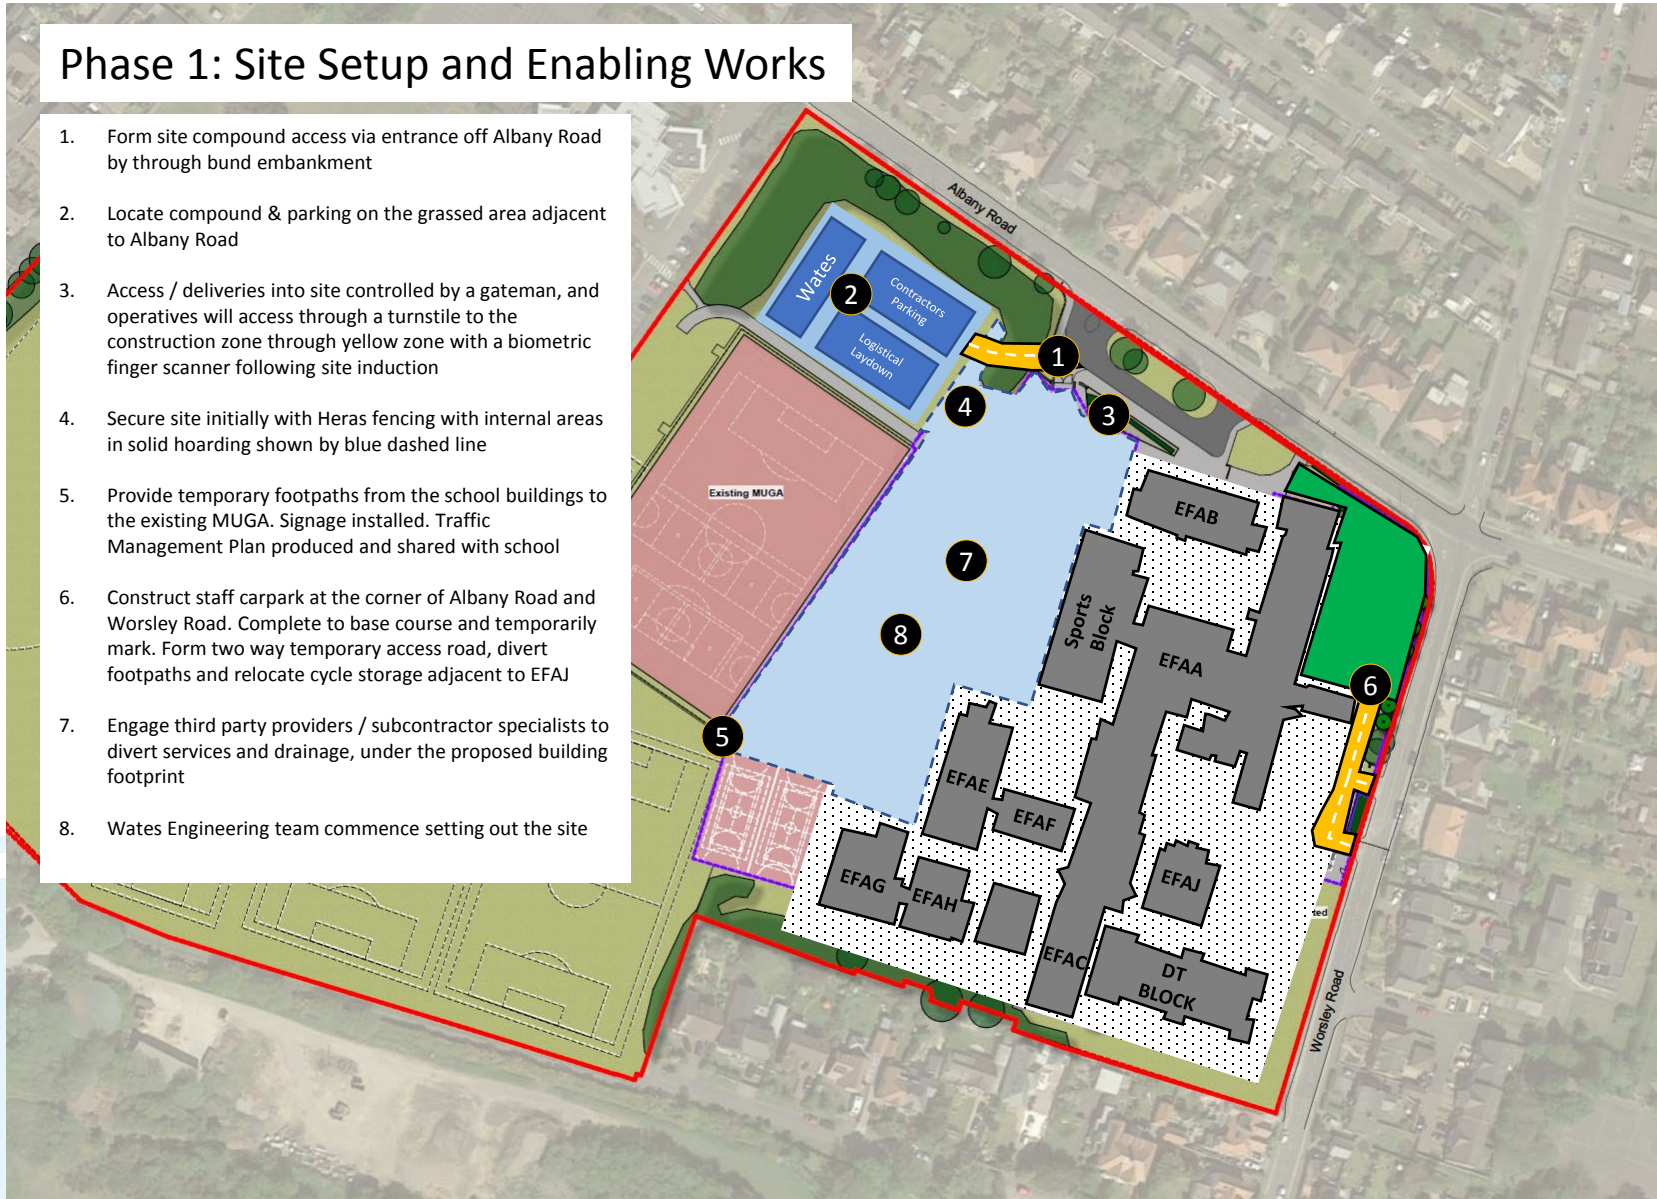 Phase 1: Site Setup and Enabling Works
1. Form site compound access via entrance off Albany Road
by through bund embankment
2. Locate compound & parking on the grassed area adjacent
to Albany Road
3. Access / deliveries into site controlled by a gateman, and
operatives will access through a turnstile to the
construction zone through yellow zone with a biometric
finger scanner following site induction
4. Secure site initially with Heras fencing with internal areas
in solid hoarding shown by blue dashed line
5. Provide temporary footpaths from the school buildings to
the existing MUGA. Signage installed. Traffic
Management Plan produced and shared with school
6. Construct staff carpark at the corner of Albany Road and
Worsley Road. Complete to base course and temporarily
mark. Form two way temporary access road, divert
footpaths and relocate cycle storage adjacent to EFAJ
7. Engage third party providers / subcontractor specialists to
divert services and drainage, under the proposed building
footprint
8. Wates Engineering team commence setting out the site
Albany Road
Wates
2
Contractors
Parking
Logistical
Laydown
1
4
3
Existing MUGA
EFAB
7
Sports
Block
8
EFAA
6
5
EFAE
EFAF
EFAG
EFAH
EFAJ
ted
EFAC
DT
BLOCK
Worsley Road